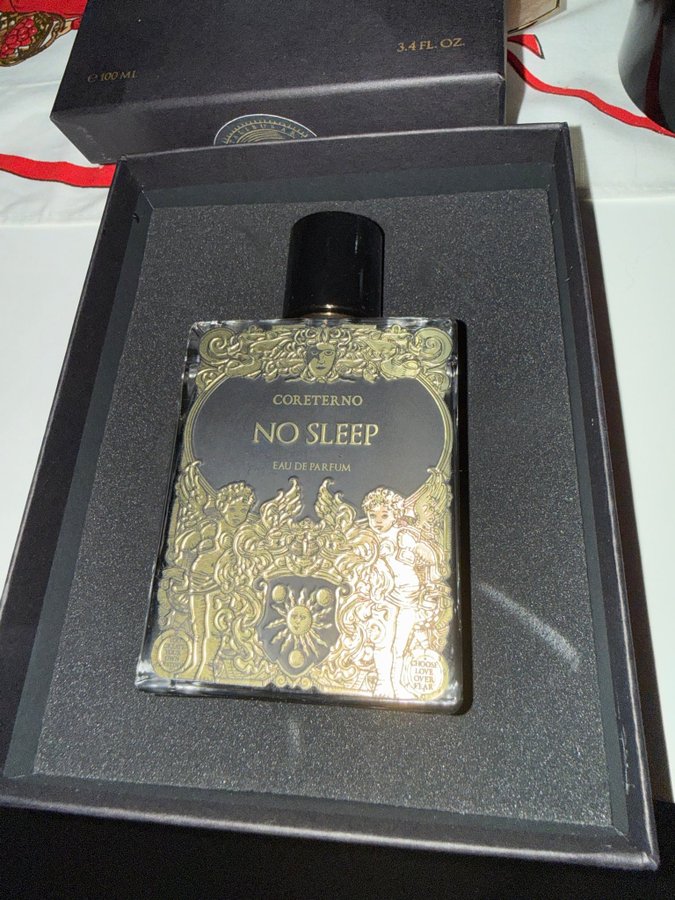 ℮ 100 ML
3.4 FL. OZ.
CORETERNO
NO SLEEP
EAU DE PARFUM
CHOOSE
LOVE
OVER
FEAR